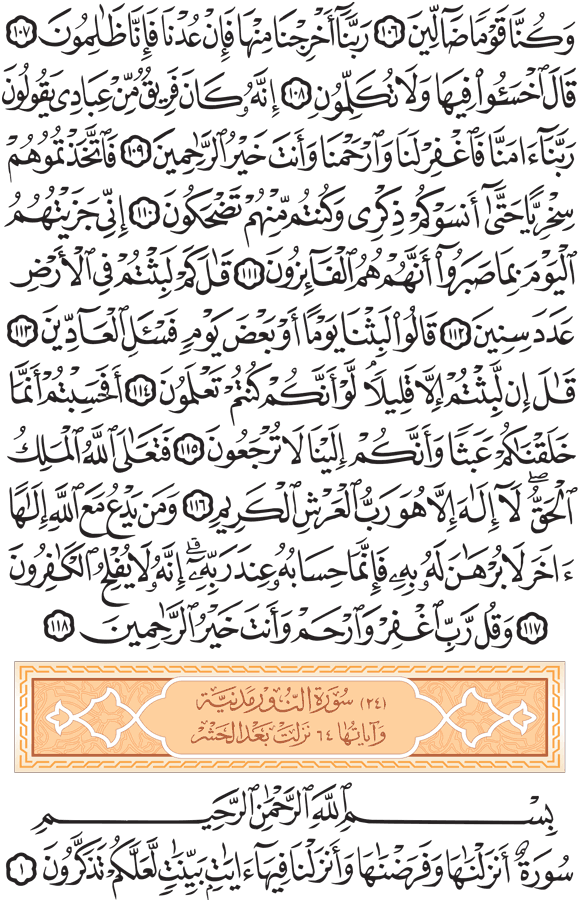 وَكُنَّا قَوۡمًا ضَآلِّينَ ١٠٦ رَبَّنَآ أَخۡرِجۡنَا مِنۡهَا فَإِنۡ عُدۡنَا فَإِنَّا ظَٰلِمُونَ ١٠٧
قَالَ ٱخۡسَـُٔواْ فِيهَا وَلَا تُكَلِّمُونِ ١٠٨ إِنَّهُۥ كَانَ فَرِيقٞ مِّنۡ عِبَادِي يَقُولُونَ
رَبَّنَآ ءَامَنَّا فَٱغۡفِرۡ لَنَا وَٱرۡحَمۡنَا وَأَنتَ خَيۡرُ ٱلرَّٰحِمِينَ ١٠٩ فَٱتَّخَذۡتُمُوهُمۡ
سِخۡرِيًّا حَتَّىٰٓ أَنسَوۡكُمۡ ذِكۡرِي وَكُنتُم مِّنۡهُمۡ تَضۡحَكُونَ ١١٠ إِنِّي جَزَيۡتُهُمُ
ٱلۡيَوۡمَ بِمَا صَبَرُوٓاْ أَنَّهُمۡ هُمُ ٱلۡفَآئِزُونَ ١١١ قَٰلَ كَمۡ لَبِثۡتُمۡ فِي ٱلۡأَرۡضِ
عَدَدَ سِنِينَ ١١٢ قَالُواْ لَبِثۡنَا يَوۡمًا أَوۡ بَعۡضَ يَوۡمٖ فَسۡـَٔلِ ٱلۡعَآدِّينَ ١١٣
قَٰلَ إِن لَّبِثۡتُمۡ إِلَّا قَلِيلٗاۖ لَّوۡ أَنَّكُمۡ كُنتُمۡ تَعۡلَمُونَ ١١٤ أَفَحَسِبۡتُمۡ أَنَّمَا
خَلَقۡنَٰكُمۡ عَبَثٗا وَأَنَّكُمۡ إِلَيۡنَا لَا تُرۡجَعُونَ ١١٥ فَتَعَٰلَى ٱللَّهُ ٱلۡمَلِكُ
ٱلۡحَقُّۖ لَآ إِلَٰهَ إِلَّا هُوَ رَبُّ ٱلۡعَرۡشِ ٱلۡكَرِيمِ ١١٦ وَمَن يَدۡعُ مَعَ ٱللَّهِ إِلَٰهًا
ءَاخَرَ لَا بُرۡهَٰنَ لَهُۥ بِهِۦ فَإِنَّمَا حِسَابُهُۥ عِندَ رَبِّهِۦٓۚ إِنَّهُۥ لَا يُفۡلِحُ ٱلۡكَٰفِرُونَ
١١٧ وَقُل رَّبِّ ٱغۡفِرۡ وَٱرۡحَمۡ وَأَنتَ خَيۡرُ ٱلرَّٰحِمِينَ ١١٨
(٢٤) سُورَة النُّور مَدَنيَّة
وَآيَاتُهَا ٦٤ نَزَلَتْ بَعْدَ الحَشْر
بِسۡمِ ٱللَّهِ ٱلرَّحۡمَٰنِ ٱلرَّحِيمِ
سُورَةٌ أَنزَلۡنَٰهَا وَفَرَضۡنَٰهَا وَأَنزَلۡنَا فِيهَآ ءَايَٰتِۭ بَيِّنَٰتٖ لَّعَلَّكُمۡ تَذَكَّرُونَ ١